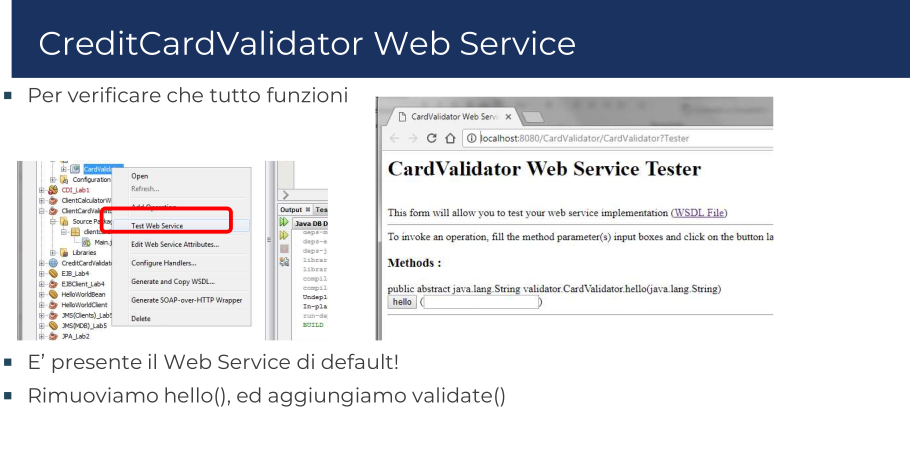 CreditCardValidator Web Service
▪ Per verificare che tutto funzioni
CardValida
Configuration
CDI_Lab1
ClientCalculatorW
ClientCardValidat
Source Packag
client
Main.j
Libraries
CreditCardValidat
EJB_Lab4
EJBClient_Lab4
HelloWorldBean
HelloWorldClient
JMS(Clients)_Lab5
JMS(MDB)_Lab5
JPA_Lab2
Open
Refresh...
Add Operation...
Test Web Service
Edit Web Service Attributes...
Configure Handlers...
Generate and Copy WSDL...
Generate SOAP-over-HTTP Wrapper
Delete
Output Tes
Java DB D
deps-m
deps-e
deps-j
librar
librar
compil
compil
Undepl
In-pla
run-de
BUILD
CardValidator Web Servi
localhost:8080/CardValidator/CardValidator?Tester
CardValidator Web Service Tester
This form will allow you to test your web service implementation (WSDL File)
To invoke an operation, fill the method parameter(s) input boxes and click on the button la
Methods :
public abstract java.lang.String validator.CardValidator.hello(java.lang.String)
hello ( )
▪ E' presente il Web Service di default!
▪ Rimuoviamo hello(), ed aggiungiamo validate()